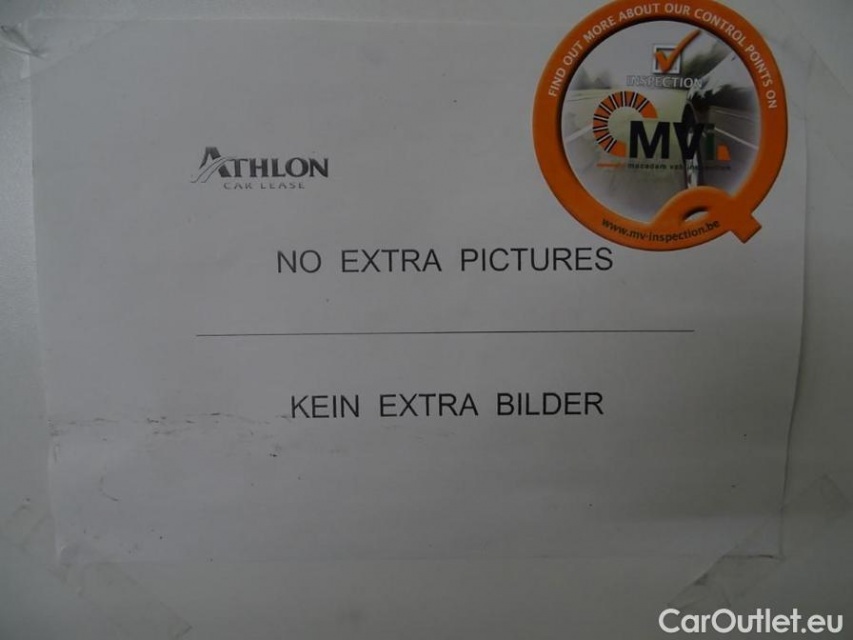 FIND OUT MORE ABOUT OUR CONTROL POINTS ON
INSPECTION
MVi
www.mv-inspection.be
ATHLON
CAR LEASE
NO EXTRA PICTURES
KEIN EXTRA BILDER
CarOutlet.eu